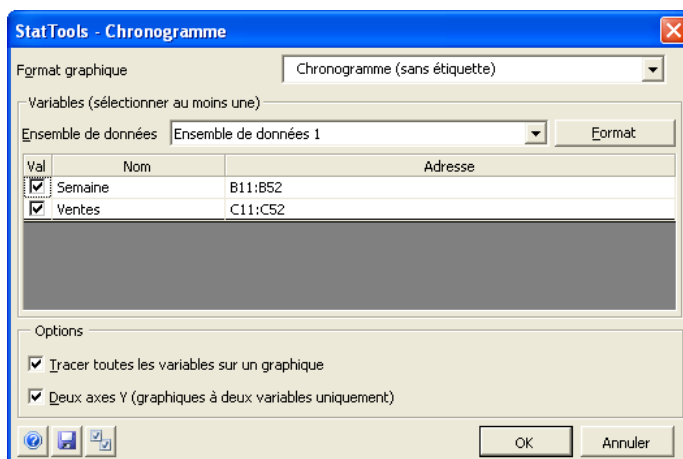 StatTools - Chronogramme
Format graphique Chronogramme (sans étiquette)
Variables (sélectionner au moins une)
Ensemble de données Ensemble de données 1 Format
Val Nom Adresse
Semaine B11:B52
Ventes C11:C52
Options
Tracer toutes les variables sur un graphique
Deux axes Y (graphiques à deux variables uniquement)
OK Annuler